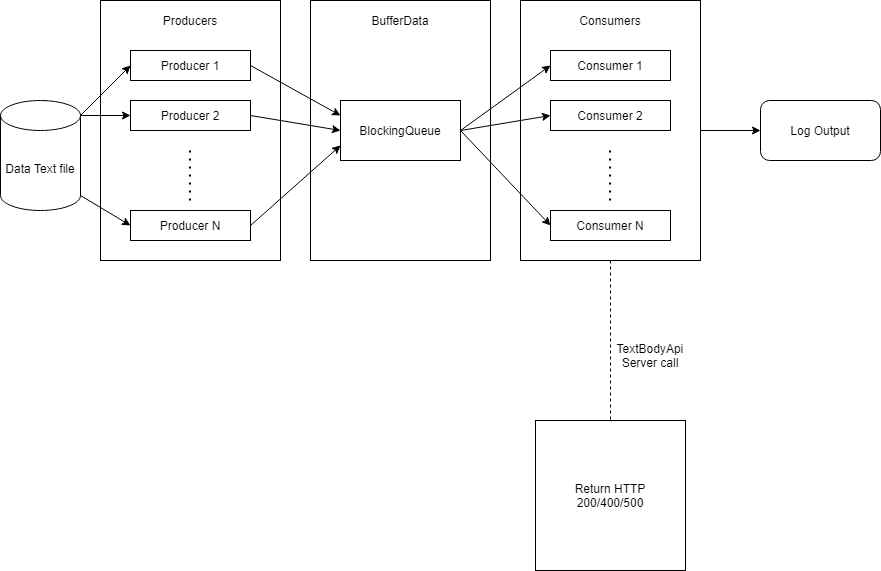 Producers
BufferData
Consumers
Producer 1
Consumer 1
Producer 2
BlockingQueue
Consumer 2
Log Output
Data Text file
Producer N
Consumer N
TextBodyApi
Server call
Return HTTP
200/400/500